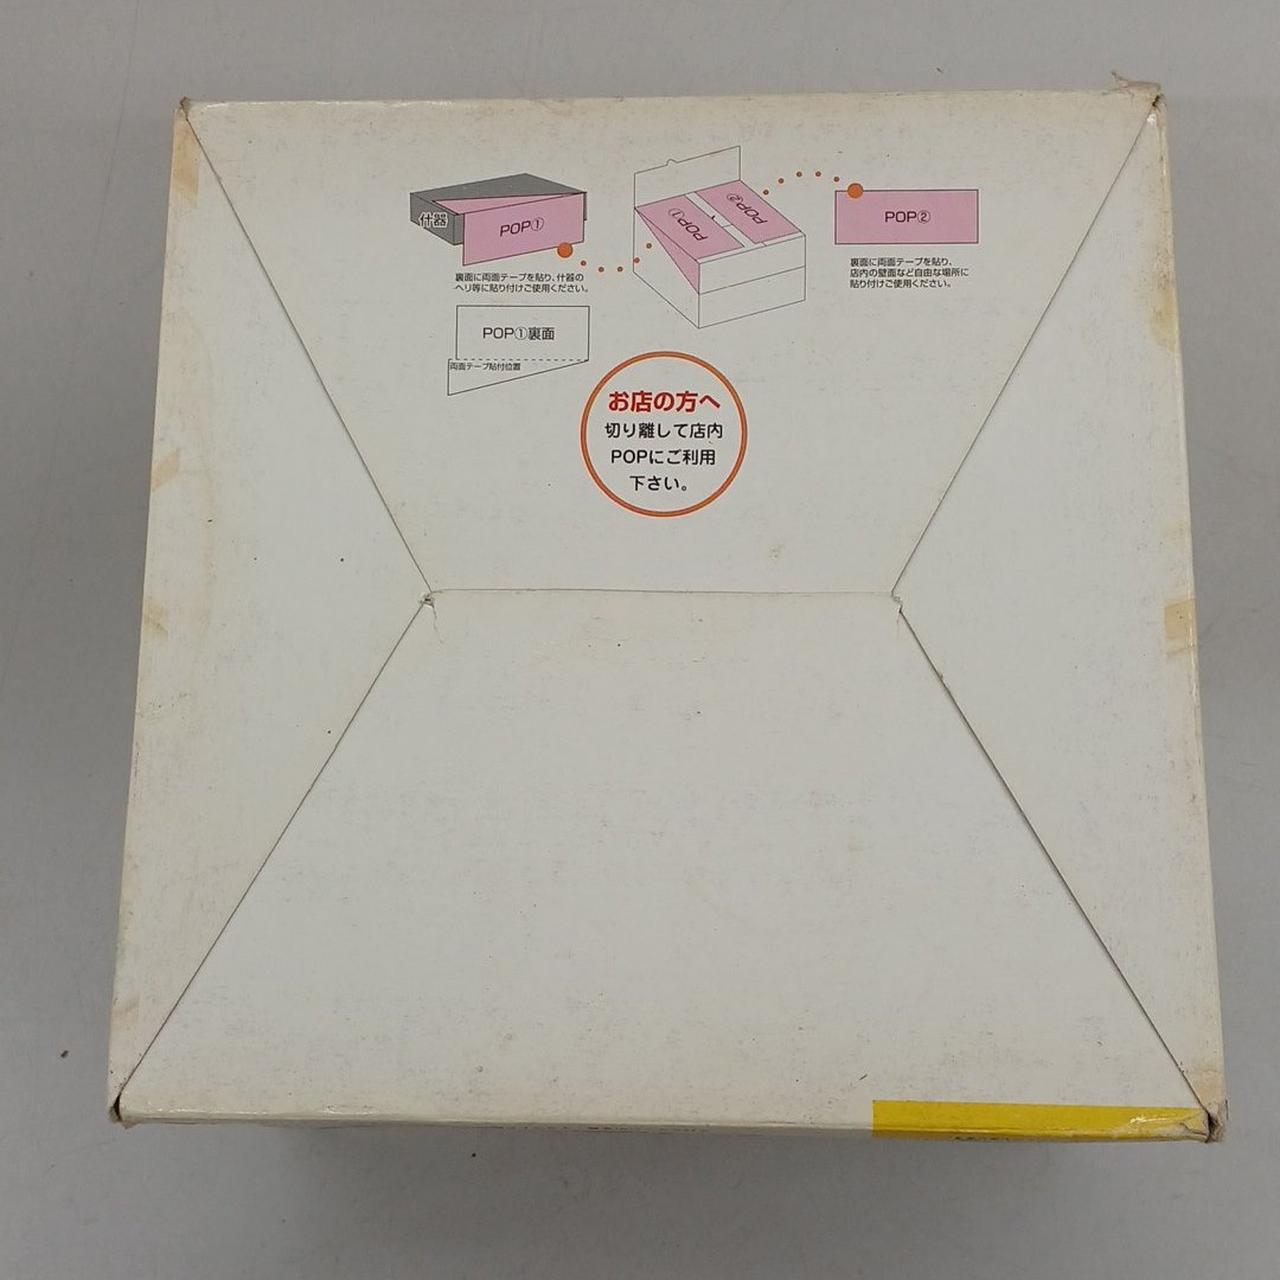 什器
POP①
裏面に両面テープを貼り、什器の
ヘリ等に貼り付けご使用ください。
POP①裏面
両面テープ貼付位置
POP①
POP②
POP②
裏面に両面テープを貼り、
店内の壁面など自由な場所に
貼り付けご使用ください。
お店の方へ
切り離して店内
POPにご利用
下さい。